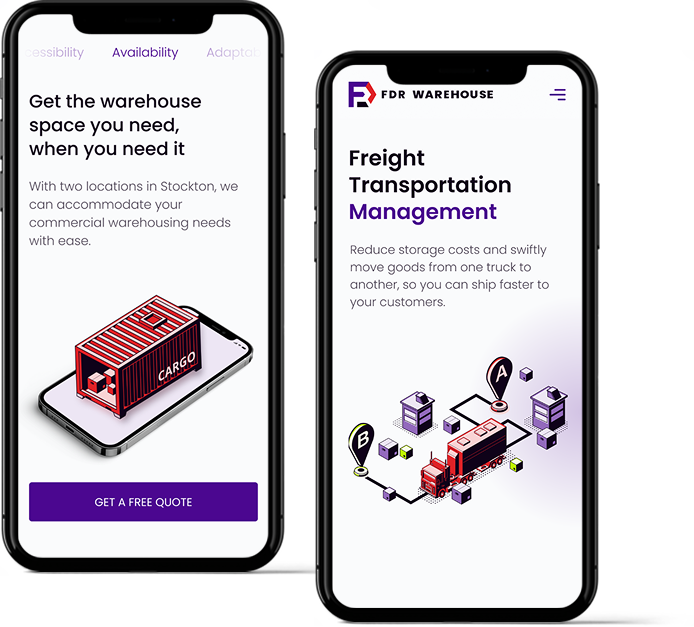 Availability
Get the warehouse
space you need,
when you need it
With two locations in Stockton, we
can accommodate your
commercial warehousing needs
with ease.
CARGO
GET A FREE QUOTE
FDR WAREHOUSE
Freight
Transportation
Management
Reduce storage costs and swiftly
move goods from one truck to
another, so you can ship faster to
your customers.
A
B